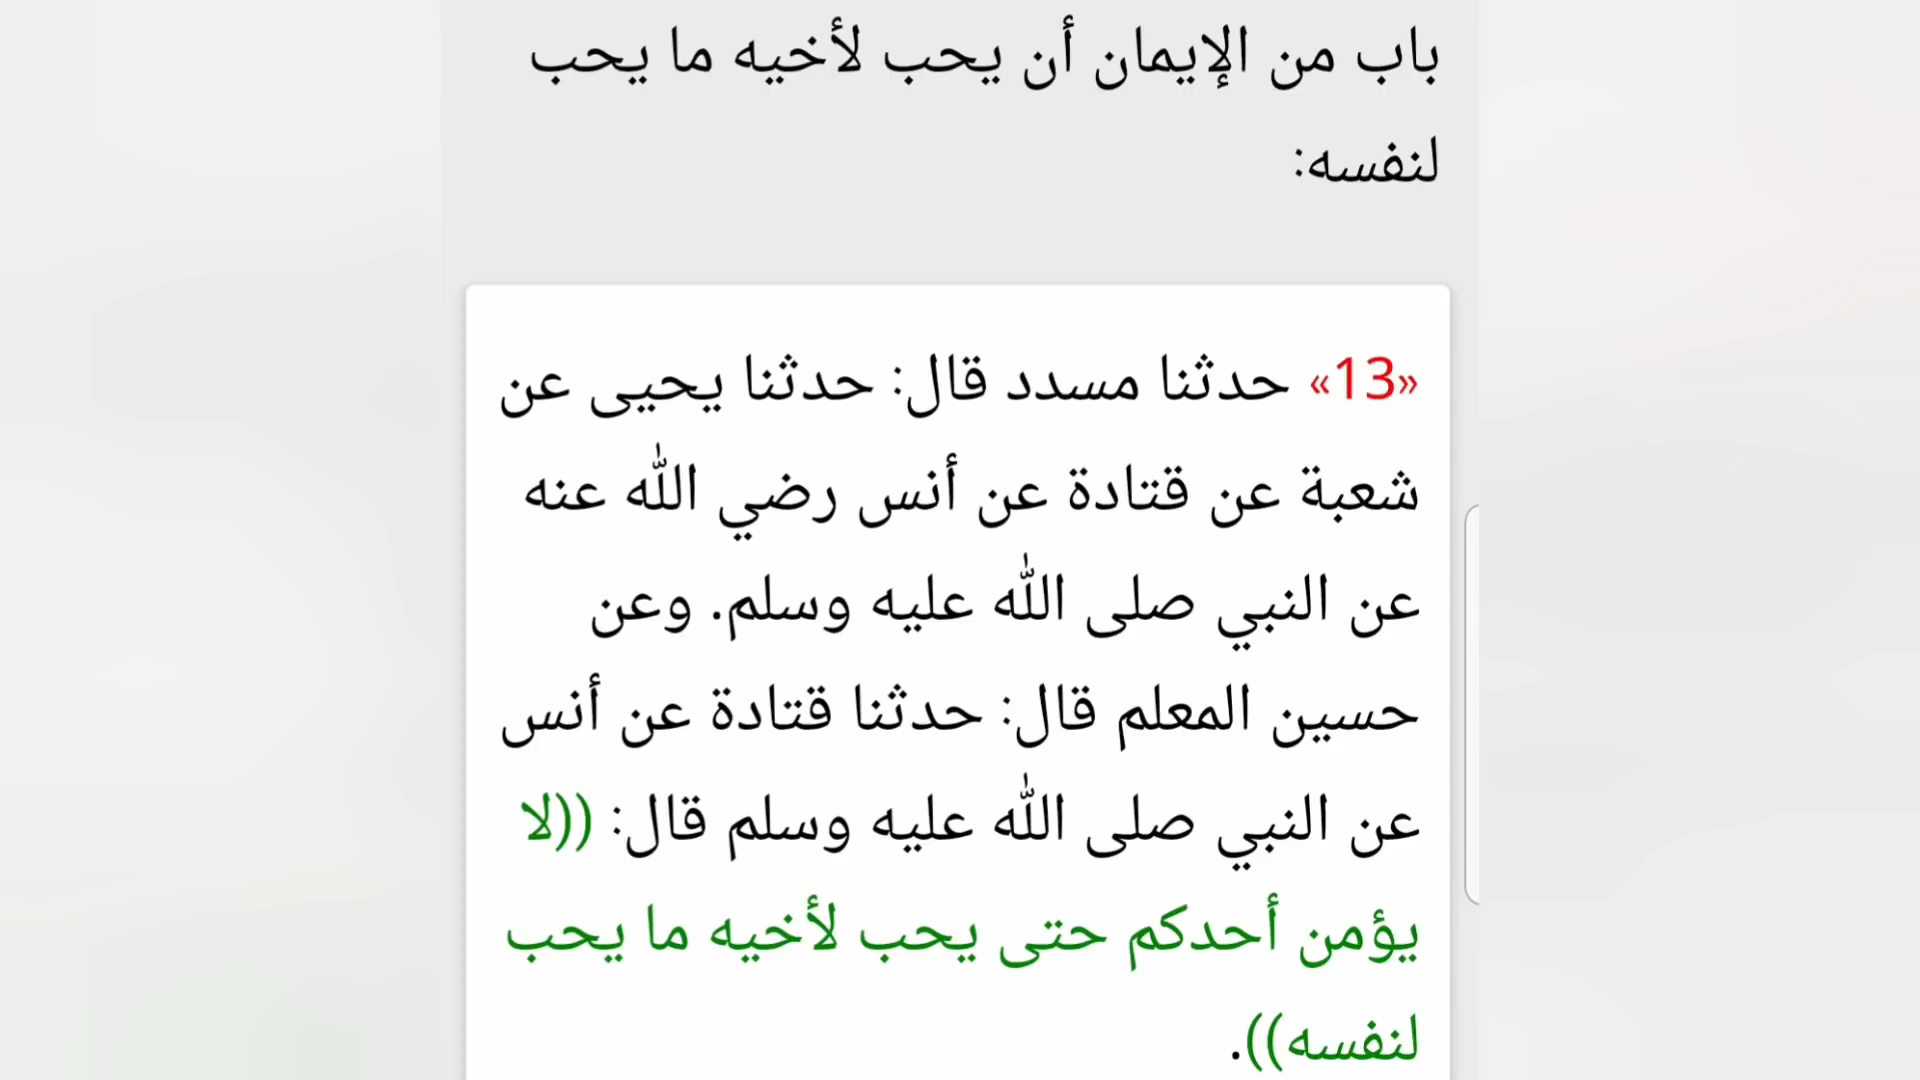 باب من الإيمان أن يحب لأخيه ما يحب
لنفسه:
«13» حدثنا مسدد قال: حدثنا يحيى عن
شعبة عن قتادة عن أنس رضي الله عنه
عن النبي صلى الله عليه وسلم. وعن
حسين المعلم قال: حدثنا قتادة عن أنس
عن النبي صلى الله عليه وسلم قال: ((لا
يؤمن أحدكم حتى يحب لأخيه ما يحب
لنفسه)).